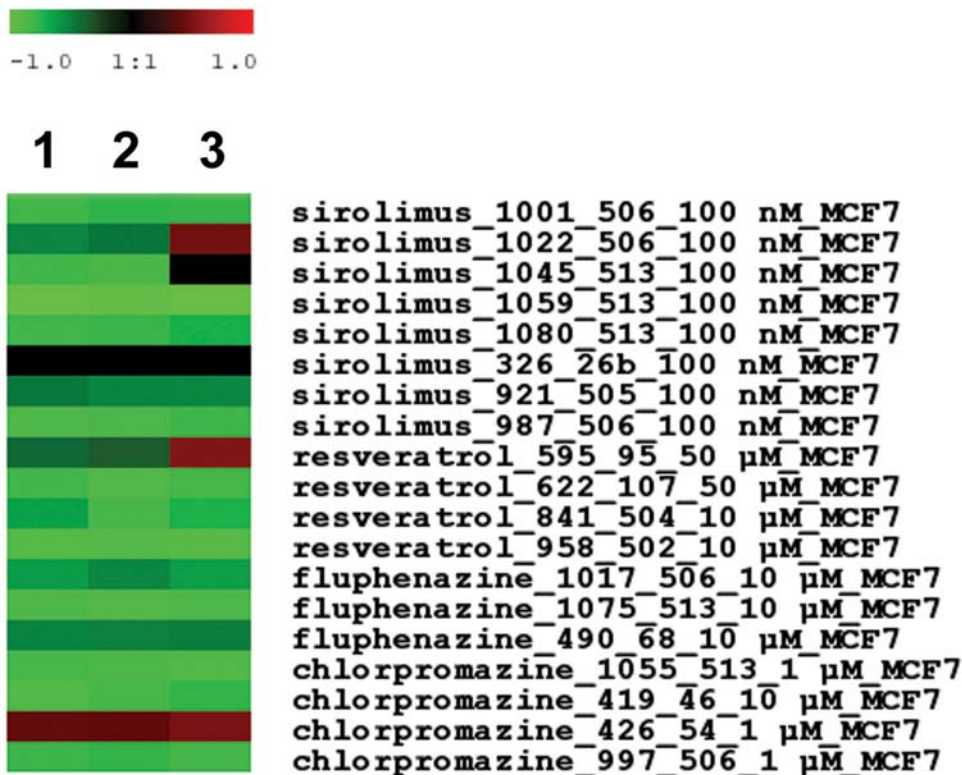 -1.0 1:1 1.0
1 2 3
sirolimus_1001_506_100 nM_MCF7
sirolimus_1022_506_100 nM_MCF7
sirolimus_1045_513_100 nM_MCF7
sirolimus_1059_513_100 nM_MCF7
sirolimus_1080_513_100 nM_MCF7
sirolimus_326_26b_100 nM_MCF7
sirolimus_921_505_100 nM_MCF7
sirolimus_987_506_100 nM_MCF7
resveratrol_595_95_50 µM_MCF7
resveratrol_622_107_50 µM_MCF7
resveratrol_841_504_10 µM_MCF7
resveratrol_958_502_10 µM_MCF7
fluphenazine_1017_506_10 µM_MCF7
fluphenazine_1075_513_10 µM_MCF7
fluphenazine_490_68_10 µM_MCF7
chlorpromazine_1055_513_1 µM_MCF7
chlorpromazine_419_46_10 µM_MCF7
chlorpromazine_426_54_1 µM_MCF7
chlorpromazine_997_506_1 µM_MCF7